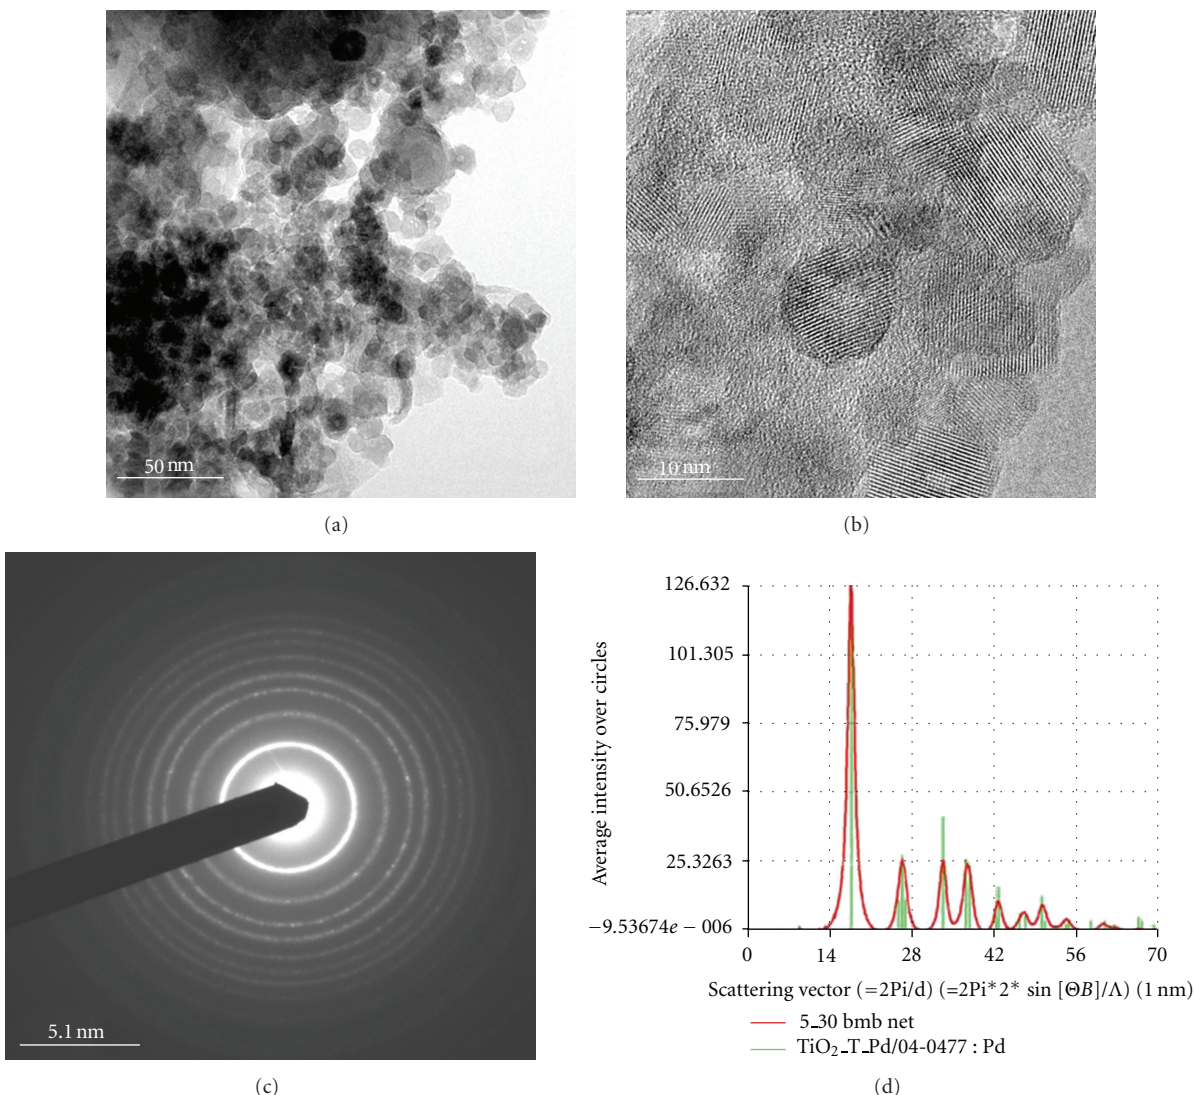 50 nm
10 nm
(a)
(b)
5.1 nm
(c)
126.632
101.305
75.979
50.6526
25.3263
−9.53674e − 006
0 14 28 42 56 70
Average intensity over circles
Scattering vector (=2Pi/d) (=2Pi*2* sin [ΘB]/Λ) (1 nm)
5_30 bmb net
TiO₂_T_Pd/04-0477 : Pd
(d)